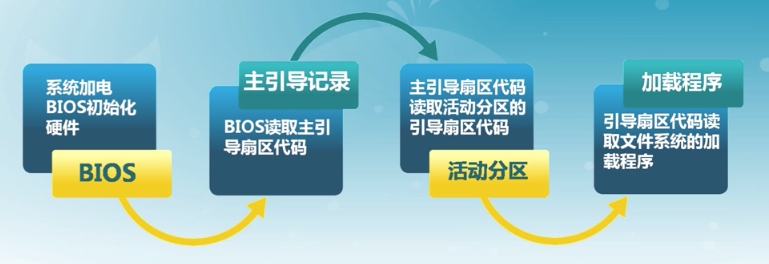 系统加电
BIOS初始化
硬件
BIOS
主引导记录
BIOS读取主引
导扇区代码
主引导扇区代码
读取活动分区的
引导扇区代码
活动分区
加载程序
引导扇区代码读
取文件系统的加
载程序